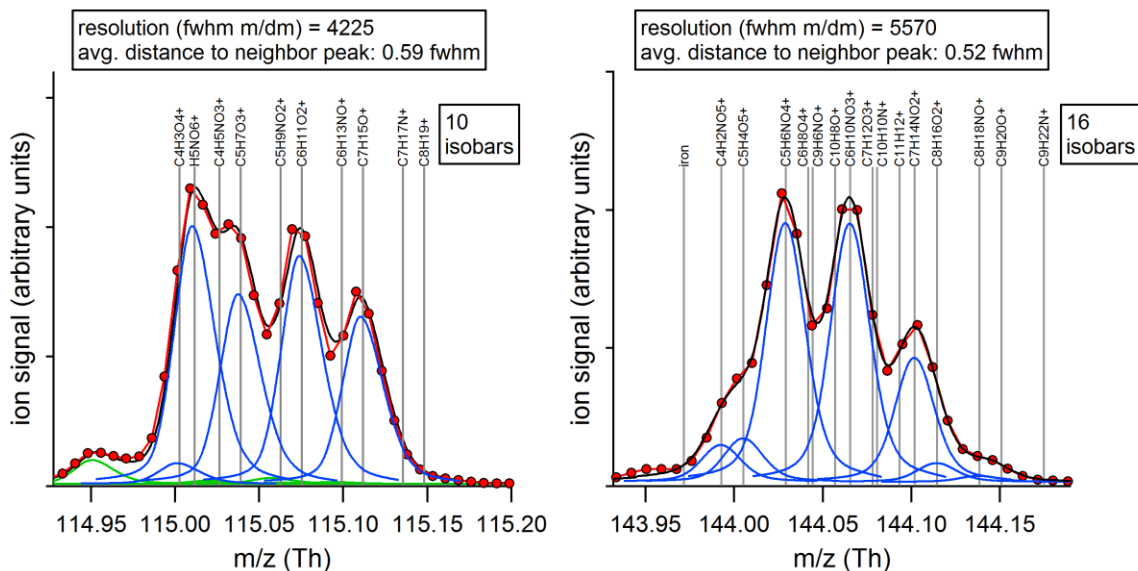 resolution (fwhm m/dm) = 4225
avg. distance to neighbor peak: 0.59 fwhm
C4H3O4+
H5NO6+
C4H5NO3+
C5H7O3+
C5H9NO2+
C6H11O2+
C6H13NO+
C7H15O+
C7H17N+
C8H19+
10
isobars
ion signal (arbitrary units)
114.95
115.00
115.05
115.10
115.15
115.20
m/z (Th)
resolution (fwhm m/dm) = 5570
avg. distance to neighbor peak: 0.52 fwhm
iron
C4H2NO5+
C5H4O5+
C5H6NO4+
C6H8O4+
C9H6NO+
C10H8O+
C6H10NO3+
C7H12O3+
C10H10N+
C11H12+
C7H14NO2+
C8H16O2+
C8H18NO+
C9H20O+
C9H22N+
16
isobars
ion signal (arbitrary units)
143.95
144.00
144.05
144.10
144.15
m/z (Th)